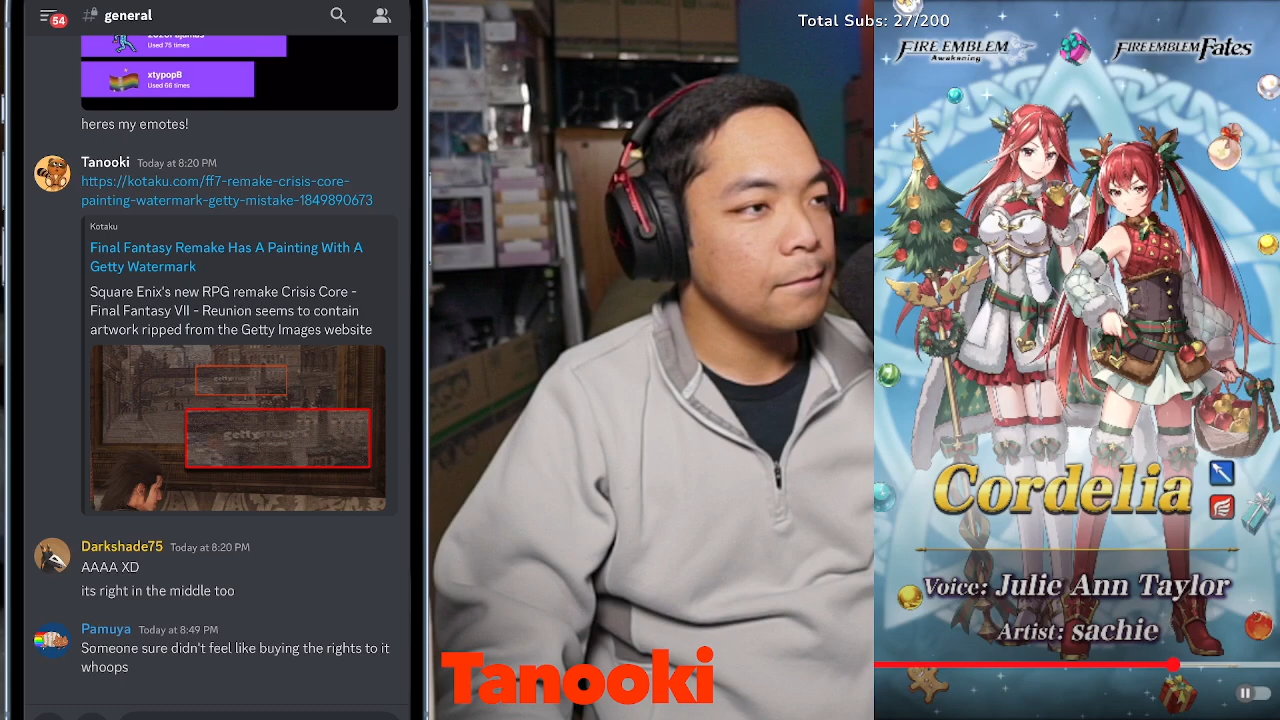 54
general
Used 75 times
xtypopB
Used 66 times
heres my emotes!
Tanooki Today at 8:20 PM
https://kotaku.com/ff7-remake-crisis-core-
painting-watermark-getty-mistake-1849890673
Kotaku
Final Fantasy Remake Has A Painting With A
Getty Watermark
Square Enix's new RPG remake Crisis Core -
Final Fantasy VII - Reunion seems to contain
artwork ripped from the Getty Images website
gettyimages
Darkshade75 Today at 8:20 PM
AAAA XD
its right in the middle too
Pamuya Today at 8:49 PM
Someone sure didn't feel like buying the rights to it
whoops
Tanooki
Total Subs: 27/200
FIRE EMBLEM
Awakening
FIRE EMBLEM Fates
Cordelia
Voice: Julie Ann Taylor
Artist: sachie